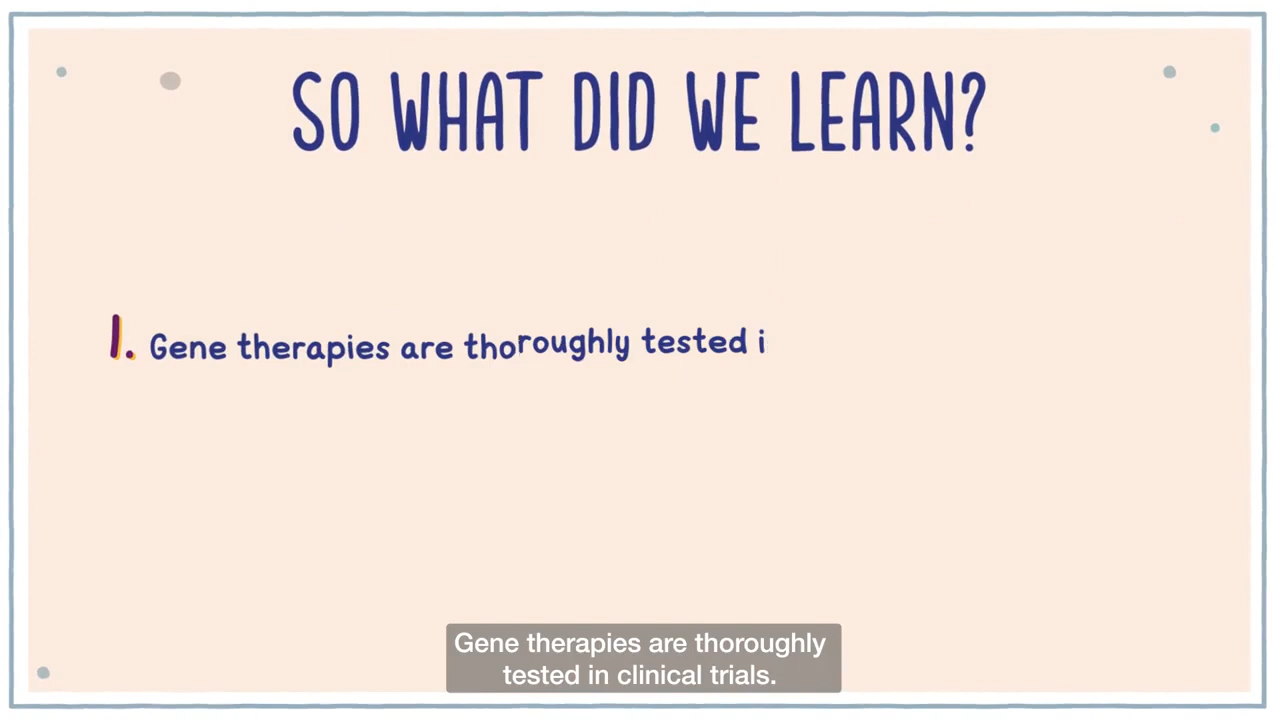 SO WHAT DID WE LEARN?
1. Gene therapies are thoroughly tested i
Gene therapies are thoroughly
tested in clinical trials.